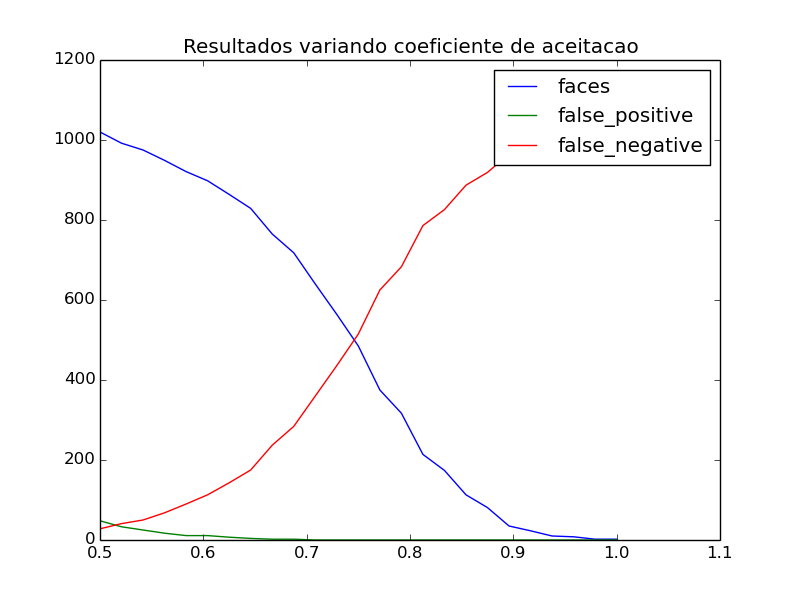 Resultados variando coeficiente de aceitacao
1200
1000
800
600
400
200
0
faces
false_positive
false_negative
0.5 0.6 0.7 0.8 0.9 1.0 1.1